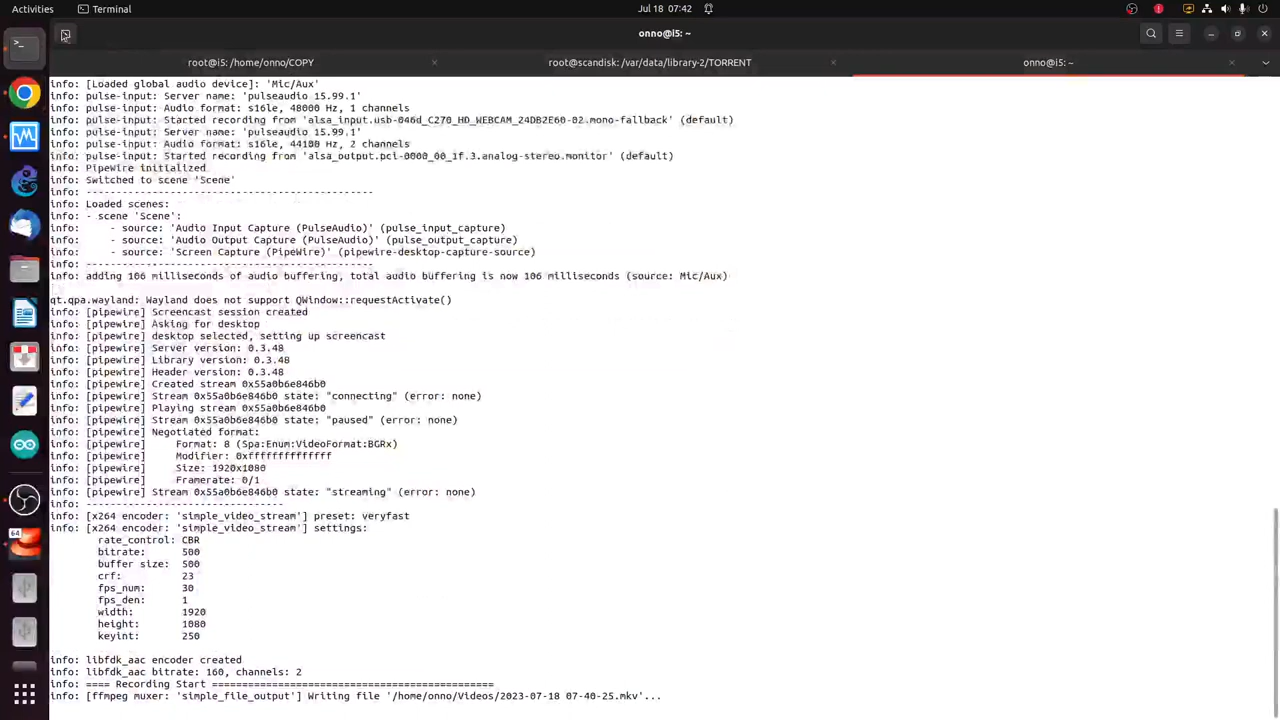 Activities
Terminal
Jul 18 07:42
onno@i5: ~
root@i5: /home/onno/COPY
root@scandisk: /var/data/library-2/TORRENT
onno@i5: ~
info: [Loaded global audio device]: 'Mic/Aux'
info: pulse-input: Server name: 'pulseaudio 15.99.1'
info: pulse-input: Audio format: s16le, 48000 Hz, 1 channels
info: pulse-input: Started recording from 'alsa_input.usb-046d_C270_HD_WEBCAM_24DB2E60-02.mono-fallback' (default)
info: pulse-input: Server name: 'pulseaudio 15.99.1'
info: pulse-input: Audio format: s16le, 44100 Hz, 2 channels
info: pulse-input: Started recording from 'alsa_output.pci-0000_00_1f.3.analog-stereo.monitor' (default)
info: PipeWire initialized
info: Switched to scene 'Scene'
info: ------------------------------------------------
info: Loaded scenes:
info: - scene 'Scene':
info:     - source: 'Audio Input Capture (PulseAudio)' (pulse_input_capture)
info:     - source: 'Audio Output Capture (PulseAudio)' (pulse_output_capture)
info:     - source: 'Screen Capture (PipeWire)' (pipewire-desktop-capture-source)
info: ------------------------------------------------
info: adding 106 milliseconds of audio buffering, total audio buffering is now 106 milliseconds (source: Mic/Aux)
qt.qpa.wayland: Wayland does not support QWindow::requestActivate()
info: [pipewire] Screencast session created
info: [pipewire] Asking for desktop
info: [pipewire] desktop selected, setting up screencast
info: [pipewire] Server version: 0.3.48
info: [pipewire] Library version: 0.3.48
info: [pipewire] Header version: 0.3.48
info: [pipewire] Created stream 0x55a0b6e846b0
info: [pipewire] Stream 0x55a0b6e846b0 state: "connecting" (error: none)
info: [pipewire] Playing stream 0x55a0b6e846b0
info: [pipewire] Stream 0x55a0b6e846b0 state: "paused" (error: none)
info: [pipewire] Negotiated format:
info: [pipewire]     Format: 8 (Spa:Enum:VideoFormat:BGRx)
info: [pipewire]     Modifier: 0xffffffffffffff
info: [pipewire]     Size: 1920x1080
info: [pipewire]     Framerate: 0/1
info: [pipewire] Stream 0x55a0b6e846b0 state: "streaming" (error: none)
info: ---------------------------------
info: [x264 encoder: 'simple_video_stream'] preset: veryfast
info: [x264 encoder: 'simple_video_stream'] settings:
rate_control: CBR
bitrate:      500
buffer size:  500
crf:          23
fps_num:      30
fps_den:      1
width:        1920
height:       1080
keyint:       250
info: libfdk_aac encoder created
info: libfdk_aac bitrate: 160, channels: 2
info: ==== Recording Start ===============================================
info: [ffmpeg muxer: 'simple_file_output'] Writing file '/home/onno/Videos/2023-07-18 07-40-25.mkv'...
64